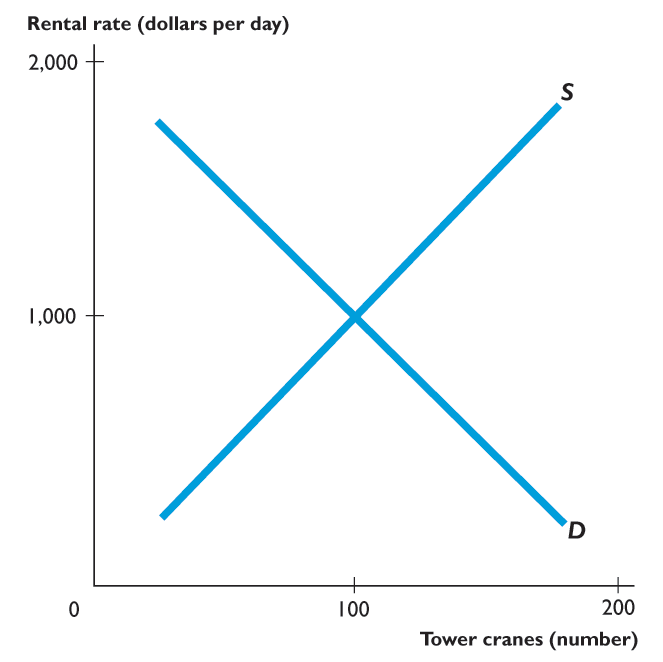 Rental rate (dollars per day)
2,000
S
1,000
D
0
100
200
Tower cranes (number)